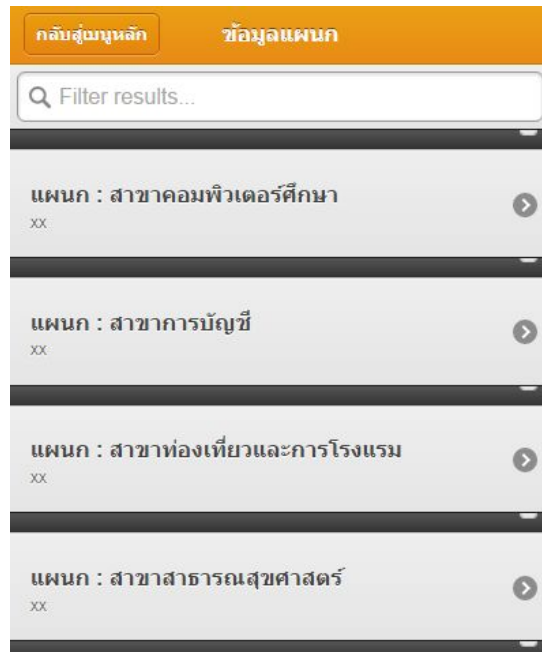 กลับสู่เมนูหลัก
ข้อมูลแผนก
Filter results...
แผนก : สาขาคอมพิวเตอร์ศึกษา
xx
แผนก : สาขาการบัญชี
xx
แผนก : สาขาท่องเที่ยวและการโรงแรม
xx
แผนก : สาขาสาธารณสุขศาสตร์
xx